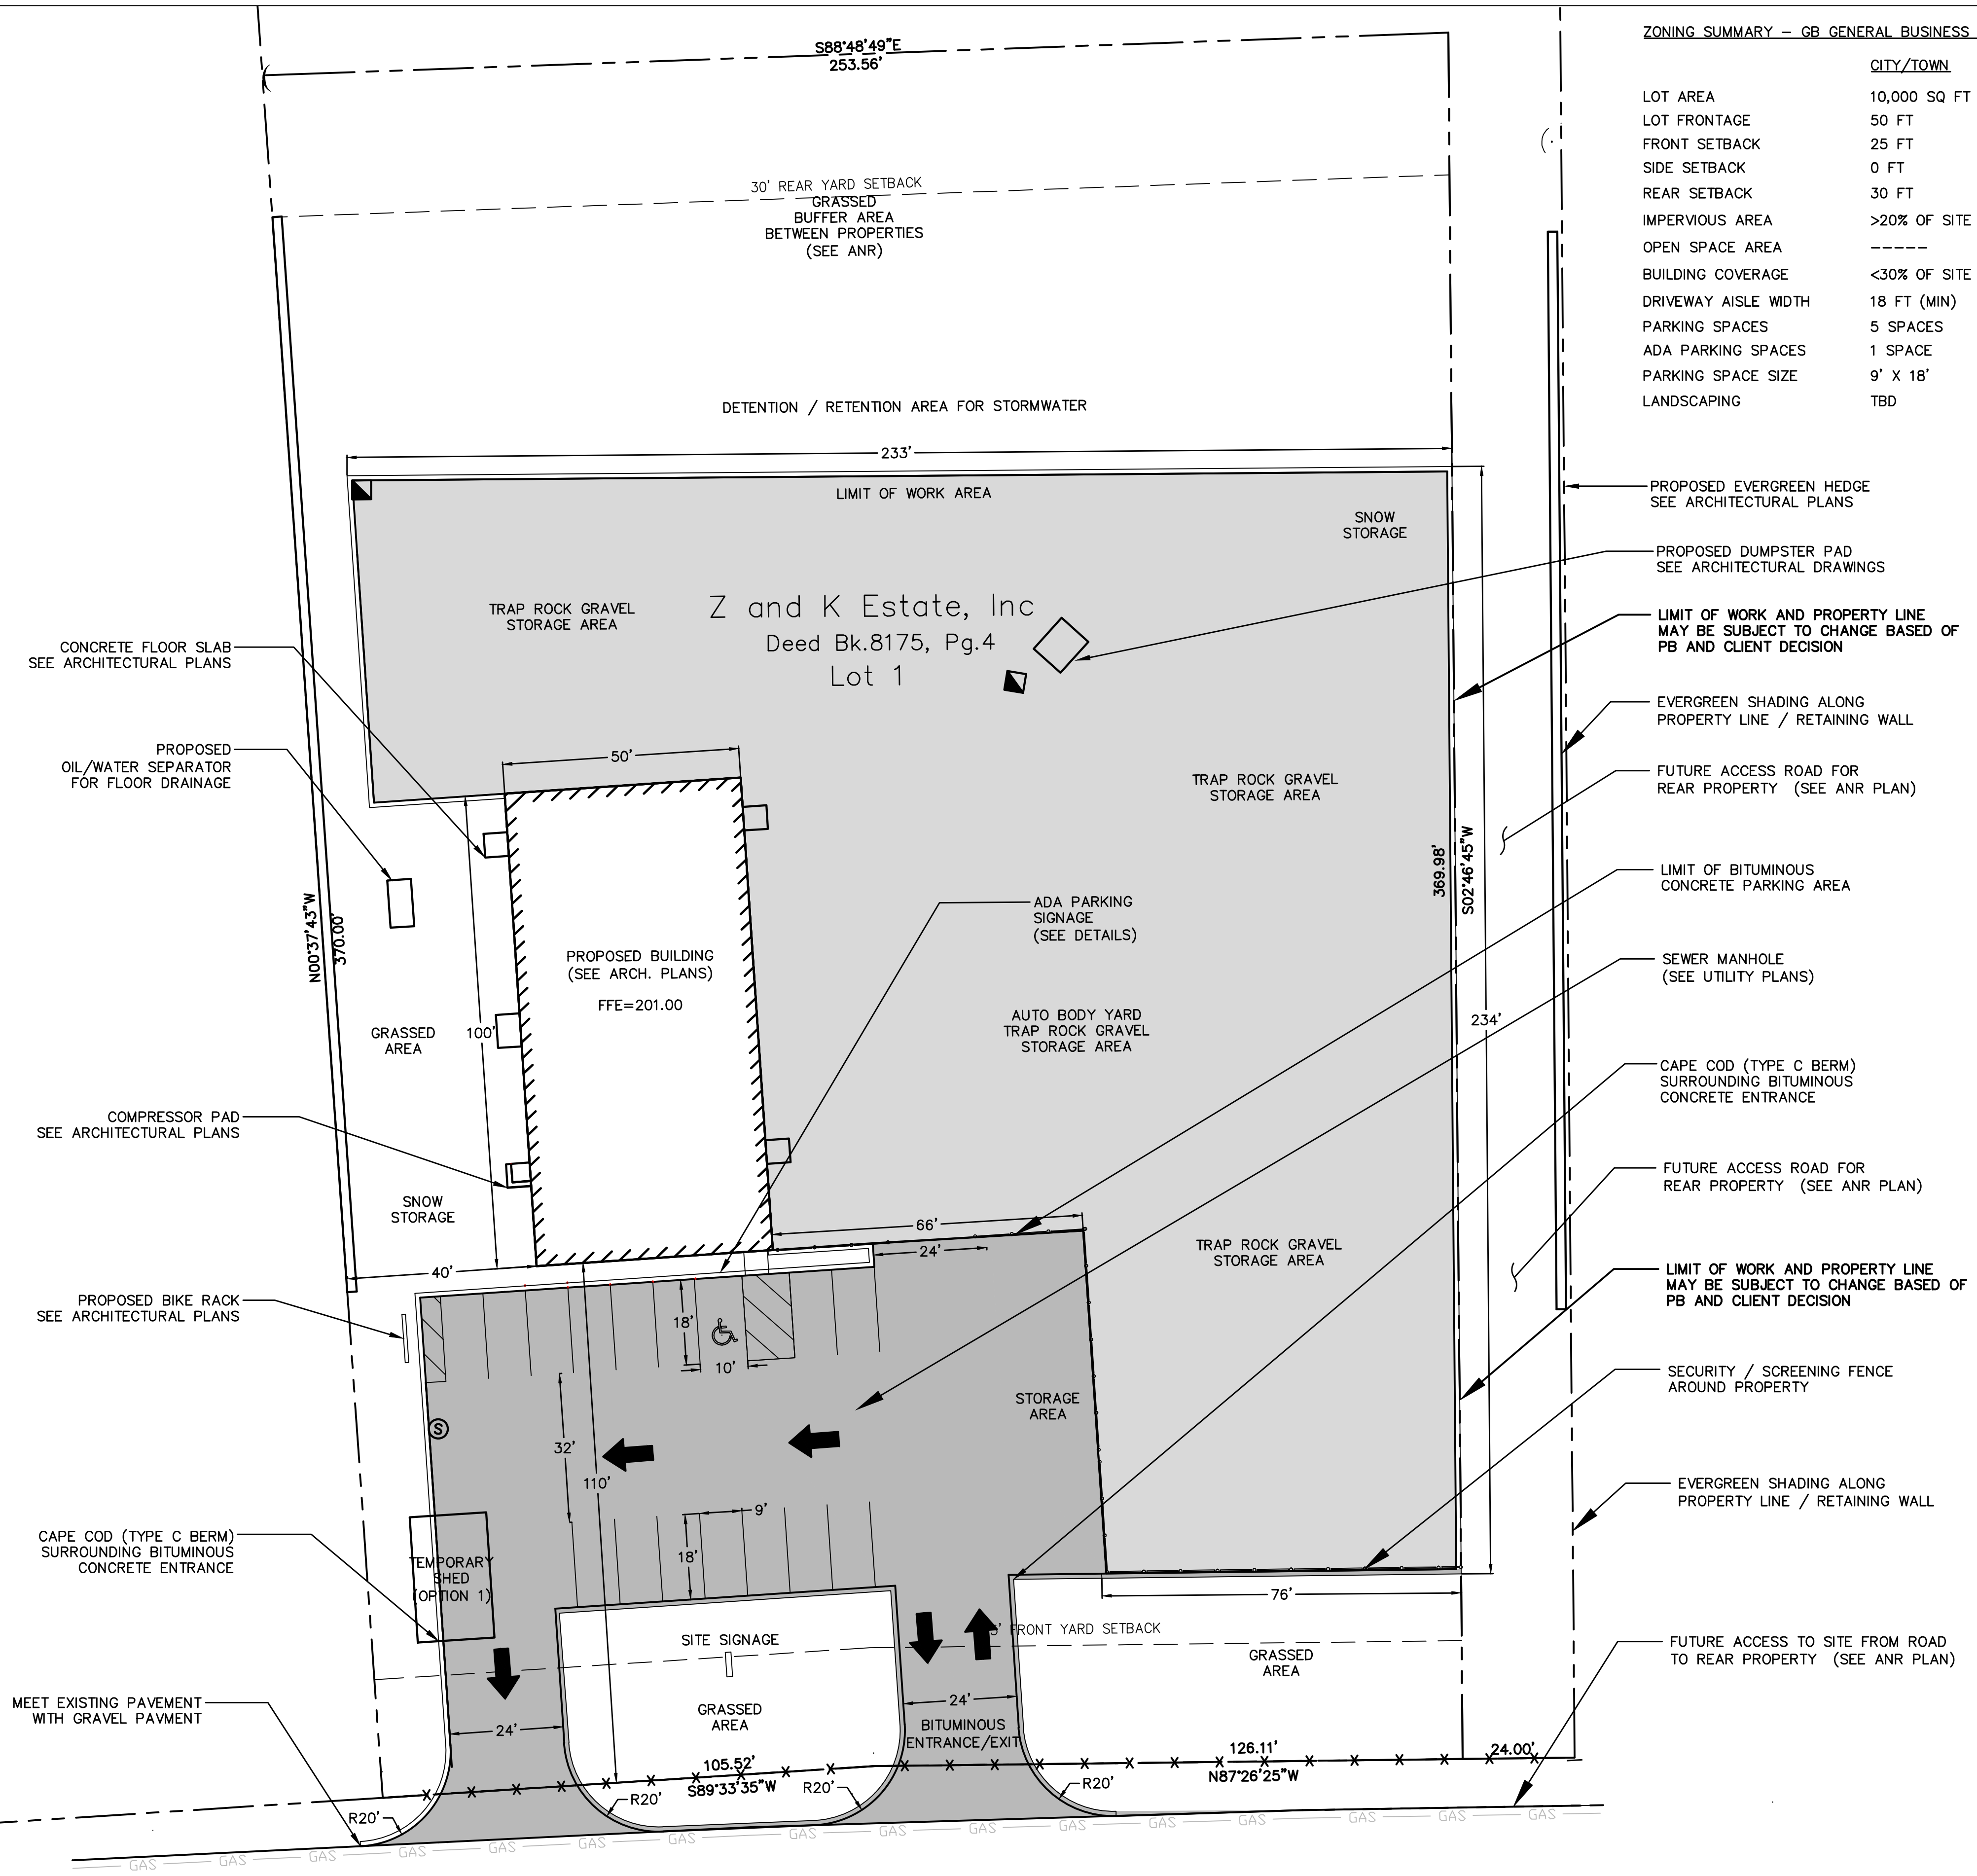 S88°48'49"E
253.56'
30' REAR YARD SETBACK
GRASSED
BUFFER AREA
BETWEEN PROPERTIES
(SEE ANR)
DETENTION / RETENTION AREA FOR STORMWATER
233'
LIMIT OF WORK AREA
SNOW
STORAGE
TRAP ROCK GRAVEL
STORAGE AREA
Z and K Estate, Inc
Deed Bk.8175, Pg.4
Lot 1
ZONING SUMMARY – GB GENERAL BUSINESS
CITY/TOWN
LOT AREA 10,000 SQ FT
LOT FRONTAGE 50 FT
FRONT SETBACK 25 FT
SIDE SETBACK 0 FT
REAR SETBACK 30 FT
IMPERVIOUS AREA >20% OF SITE
OPEN SPACE AREA -----
BUILDING COVERAGE <30% OF SITE
DRIVEWAY AISLE WIDTH 18 FT (MIN)
PARKING SPACES 5 SPACES
ADA PARKING SPACES 1 SPACE
PARKING SPACE SIZE 9' X 18'
LANDSCAPING TBD
PROPOSED EVERGREEN HEDGE
SEE ARCHITECTURAL PLANS
PROPOSED DUMPSTER PAD
SEE ARCHITECTURAL DRAWINGS
LIMIT OF WORK AND PROPERTY LINE
MAY BE SUBJECT TO CHANGE BASED OF
PB AND CLIENT DECISION
EVERGREEN SHADING ALONG
PROPERTY LINE / RETAINING WALL
FUTURE ACCESS ROAD FOR
REAR PROPERTY (SEE ANR PLAN)
LIMIT OF BITUMINOUS
CONCRETE PARKING AREA
SEWER MANHOLE
(SEE UTILITY PLANS)
CAPE COD (TYPE C BERM)
SURROUNDING BITUMINOUS
CONCRETE ENTRANCE
FUTURE ACCESS ROAD FOR
REAR PROPERTY (SEE ANR PLAN)
LIMIT OF WORK AND PROPERTY LINE
MAY BE SUBJECT TO CHANGE BASED OF
PB AND CLIENT DECISION
SECURITY / SCREENING FENCE
AROUND PROPERTY
EVERGREEN SHADING ALONG
PROPERTY LINE / RETAINING WALL
FUTURE ACCESS TO SITE FROM ROAD
TO REAR PROPERTY (SEE ANR PLAN)
CONCRETE FLOOR SLAB
SEE ARCHITECTURAL PLANS
PROPOSED
OIL/WATER SEPARATOR
FOR FLOOR DRAINAGE
COMPRESSOR PAD
SEE ARCHITECTURAL PLANS
PROPOSED BIKE RACK
SEE ARCHITECTURAL PLANS
CAPE COD (TYPE C BERM)
SURROUNDING BITUMINOUS
CONCRETE ENTRANCE
MEET EXISTING PAVEMENT
WITH GRAVEL PAVMENT
N00°37'43"W
370.00'
50'
100'
PROPOSED BUILDING
(SEE ARCH. PLANS)
FFE=201.00
GRASSED
AREA
SNOW
STORAGE
40'
TRAP ROCK GRAVEL
STORAGE AREA
ADA PARKING
SIGNAGE
(SEE DETAILS)
AUTO BODY YARD
TRAP ROCK GRAVEL
STORAGE AREA
369.98'
S02°46'45"W
234'
66'
24'
TRAP ROCK GRAVEL
STORAGE AREA
18'
10'
STORAGE
AREA
S
32'
110'
9'
18'
TEMPORARY
SHED
(OPTION 1)
76'
SITE SIGNAGE
5' FRONT YARD SETBACK
GRASSED
AREA
GRASSED
AREA
24'
24'
BITUMINOUS
ENTRANCE/EXIT
105.52'
S89°33'35"W
126.11'
N87°26'25"W
24.00'
R20'
R20'
R20'
R20'
GAS GAS GAS GAS GAS GAS GAS GAS GAS GAS GAS GAS GAS GAS GAS GAS